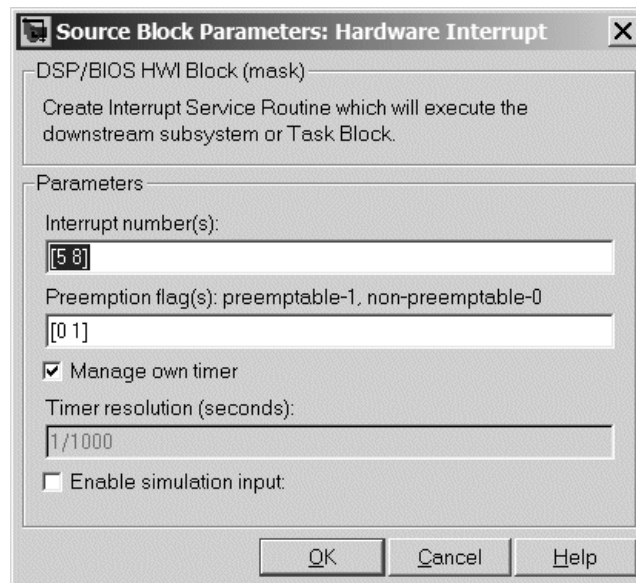 Source Block Parameters: Hardware Interrupt
DSP/BIOS HWI Block (mask)
Create Interrupt Service Routine which will execute the
downstream subsystem or Task Block.
Parameters
Interrupt number(s):
[5 8]
Preemption flag(s): preemptable-1, non-preemptable-0
[0 1]
Manage own timer
Timer resolution (seconds):
1/1000
Enable simulation input:
OK
Cancel
Help